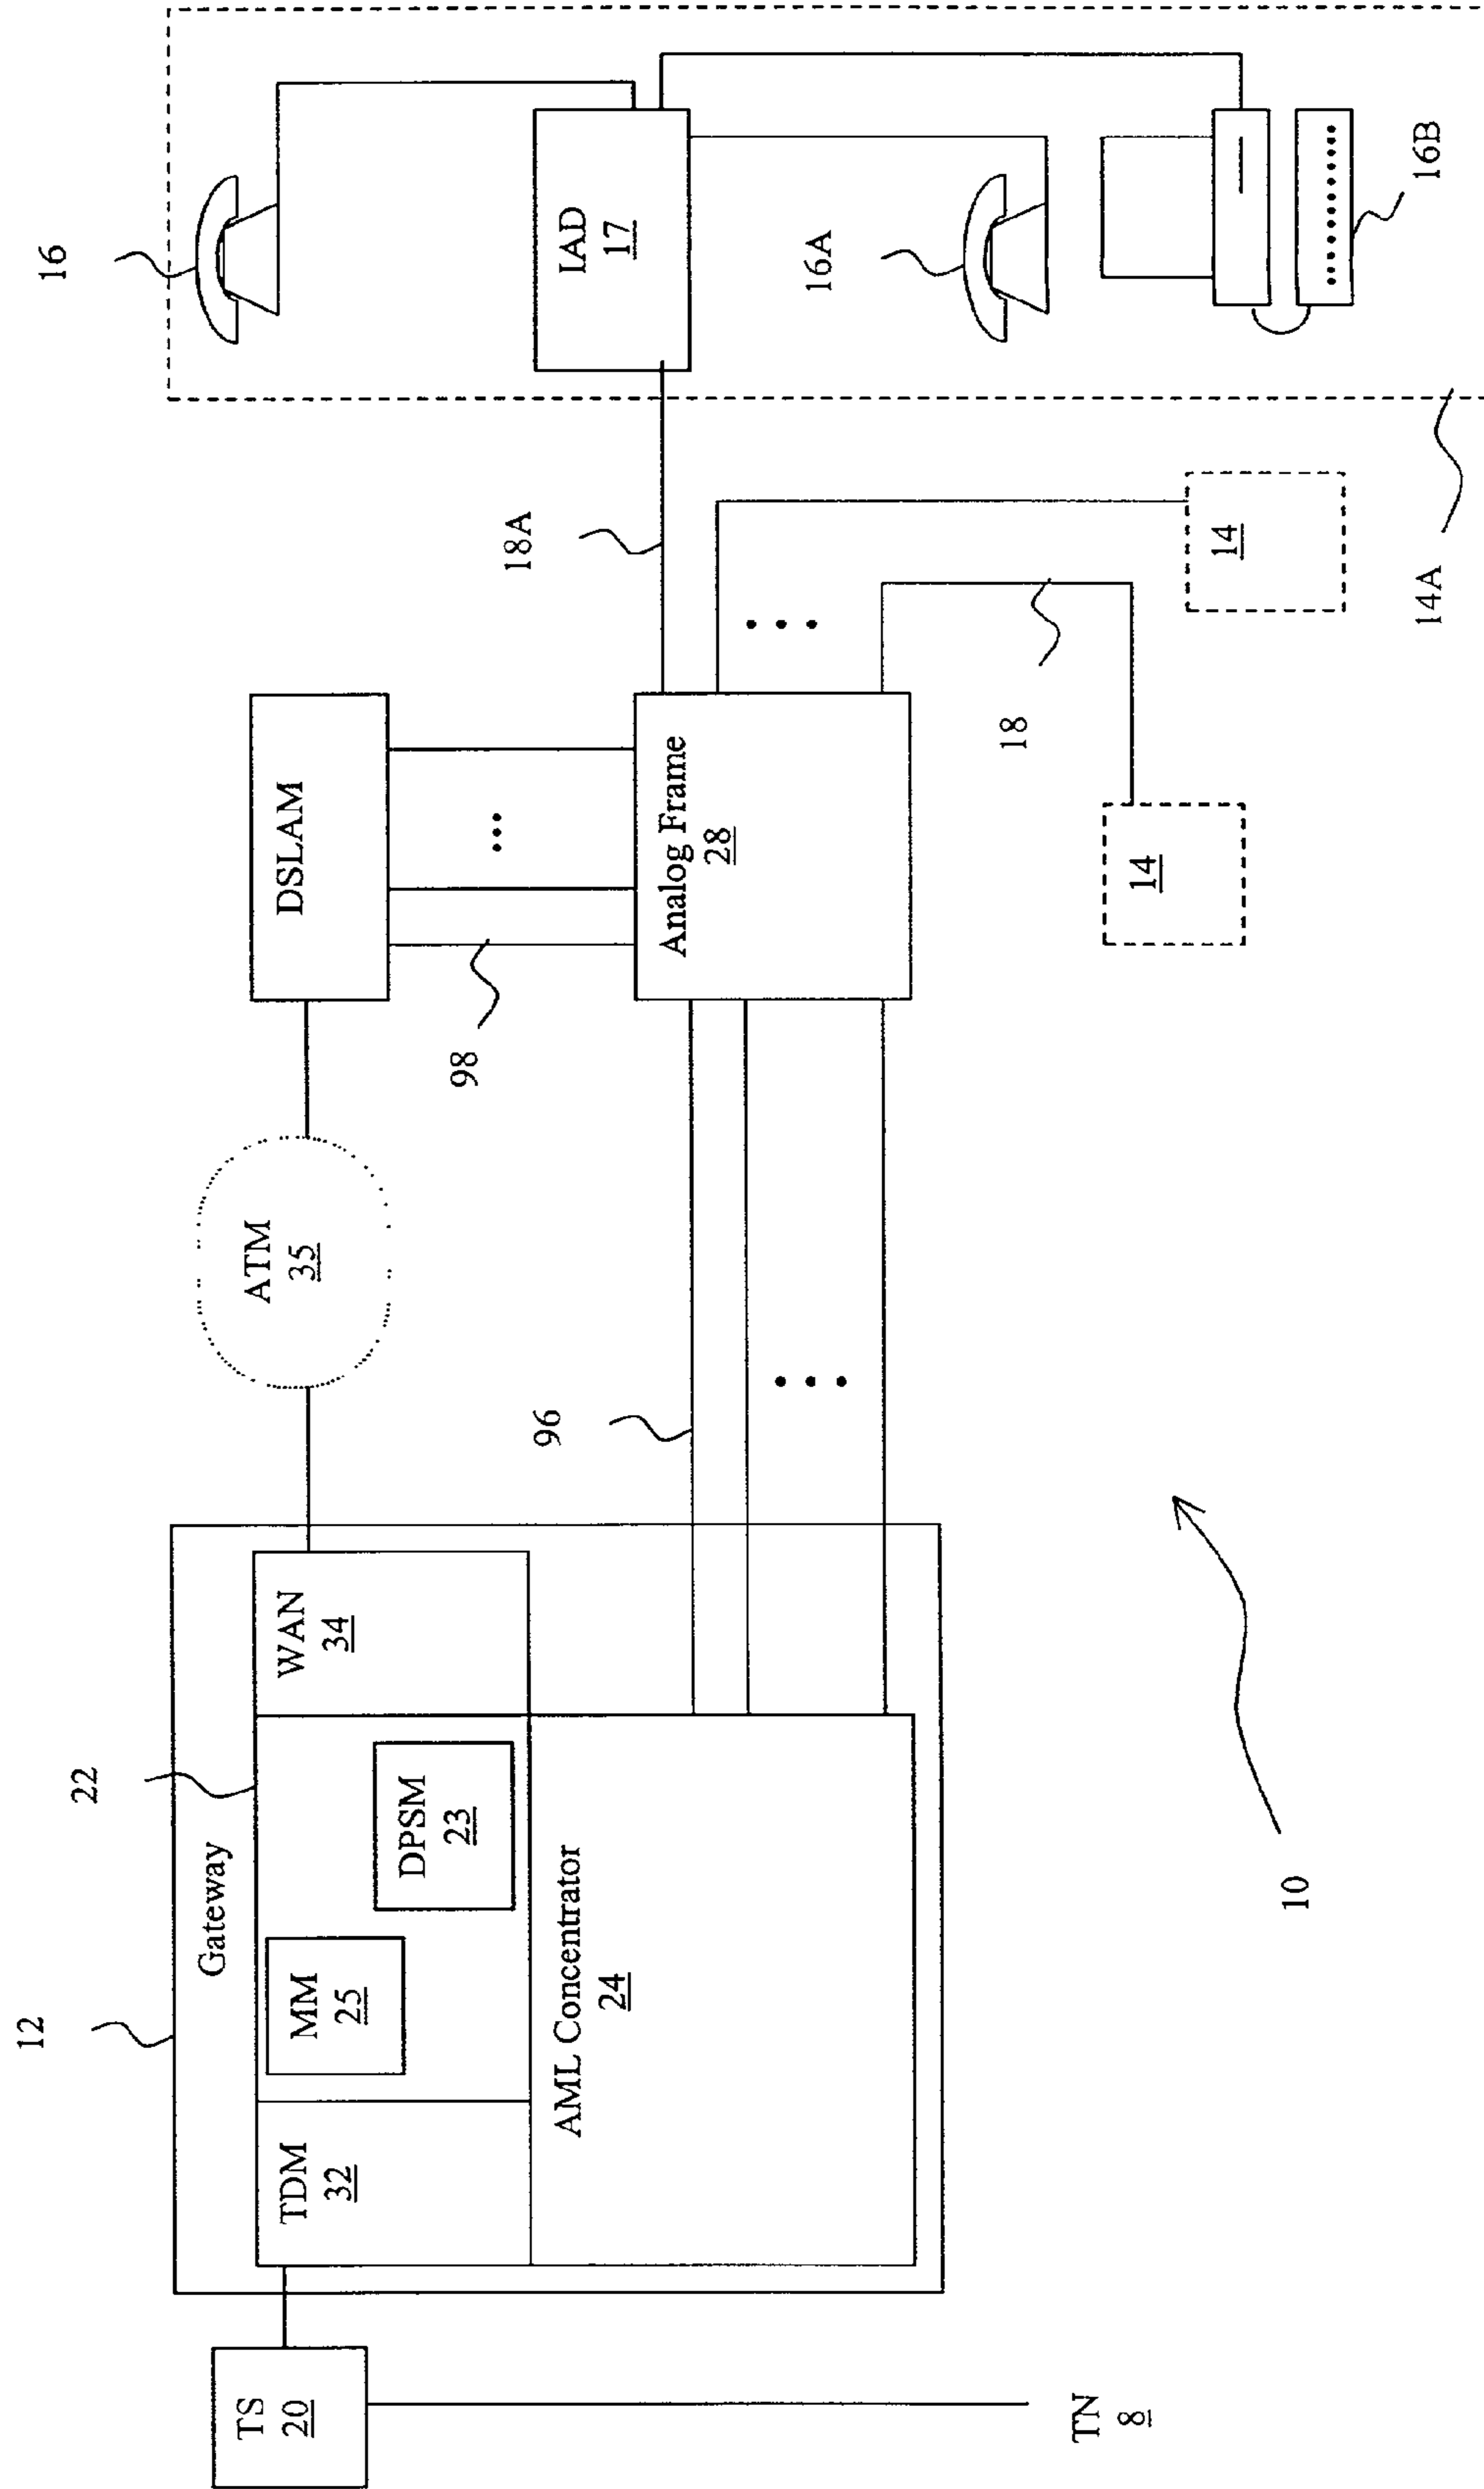 16
IAD
17
16A
16B
14A
18A
14
18
14
DSLAM
98
Analog Frame
28
ATM
35
96
WAN
34
22
DPSM
23
MM
25
Gateway
12
TDM
32
AML Concentrator
24
10
TS
20
TN
8